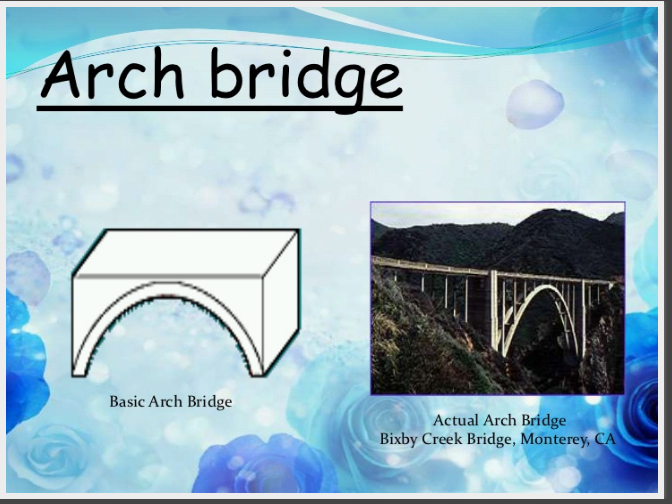 Arch bridge
Basic Arch Bridge
Actual Arch Bridge
Bixby Creek Bridge, Monterey, CA